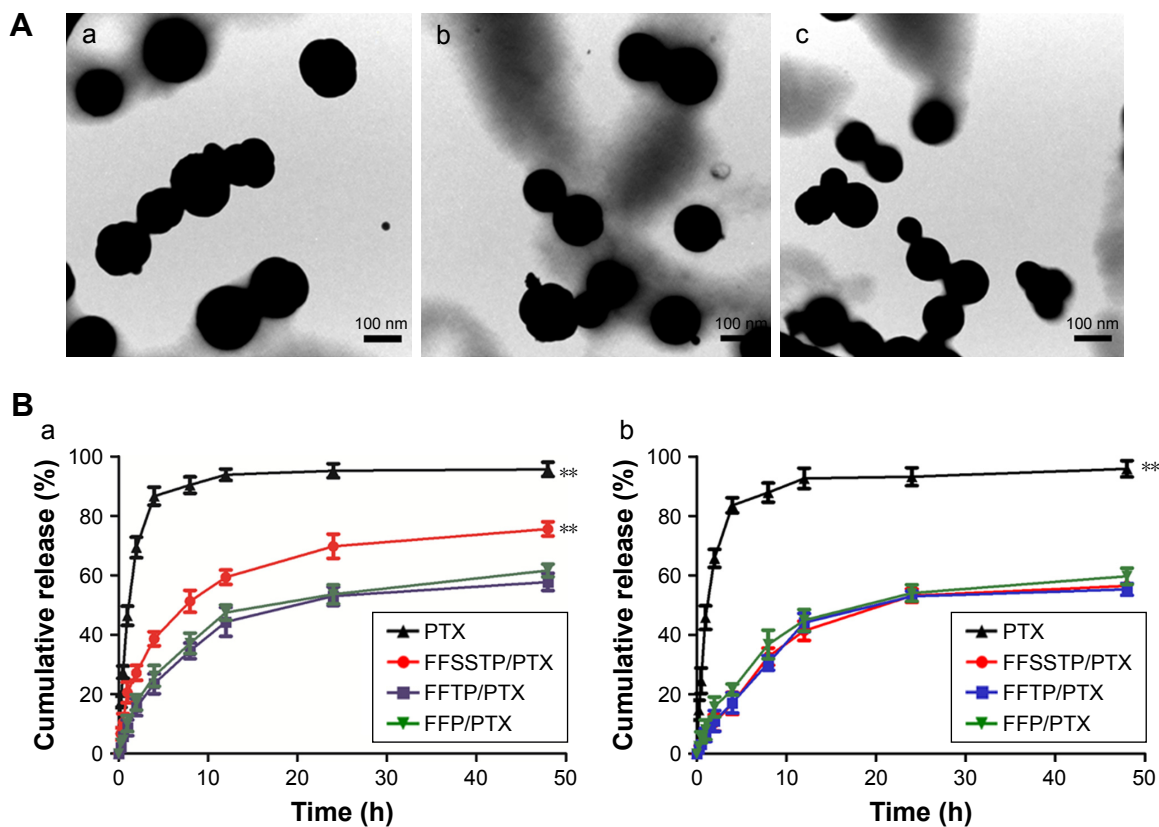 A
a
b
c
100 nm
100 nm
100 nm
B
a
b
Cumulative release (%)
100
80
60
40
20
0
0
10
20
30
40
50
Time (h)
**
**
PTX
FFSSTP/PTX
FFTP/PTX
FFP/PTX
Cumulative release (%)
100
80
60
40
20
0
0
10
20
30
40
50
Time (h)
**
PTX
FFSSTP/PTX
FFTP/PTX
FFP/PTX